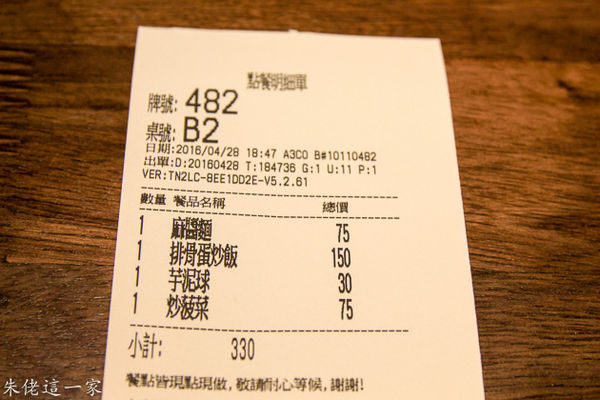 點餐明細單
牌號: 482
桌號: B2
日期:2016/04/28 18:47 A3C0 B#10110482
出單:D:20160428 T:184736 G:1 U:11 P:1
VER:TN2LC-8EE1DD2E-V5.2.61
數量 餐品名稱 總價
1 麻醬麵 75
1 排骨蛋炒飯 150
1 芋泥球 30
1 炒菠菜 75
小計: 330
餐點皆現點現做,敬請耐心等候,謝謝!
朱佬這一家